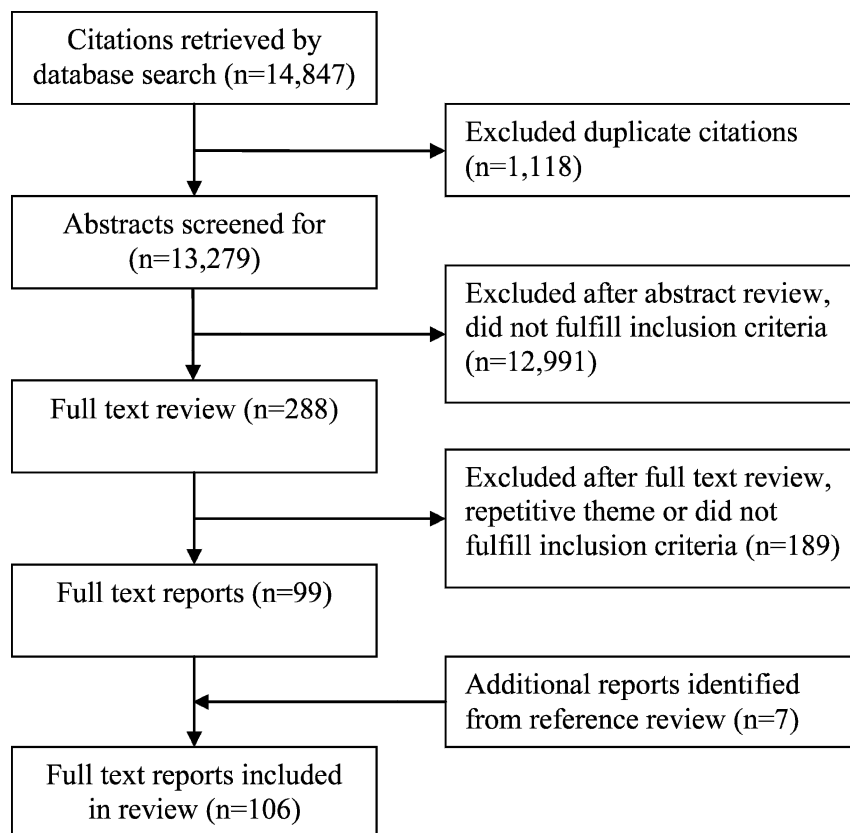 Citations retrieved by
database search (n=14,847)
Excluded duplicate citations
(n=1,118)
Abstracts screened for
(n=13,279)
Excluded after abstract review,
did not fulfill inclusion criteria
(n=12,991)
Full text review (n=288)
Excluded after full text review,
repetitive theme or did not
fulfill inclusion criteria (n=189)
Full text reports (n=99)
Additional reports identified
from reference review (n=7)
Full text reports included
in review (n=106)